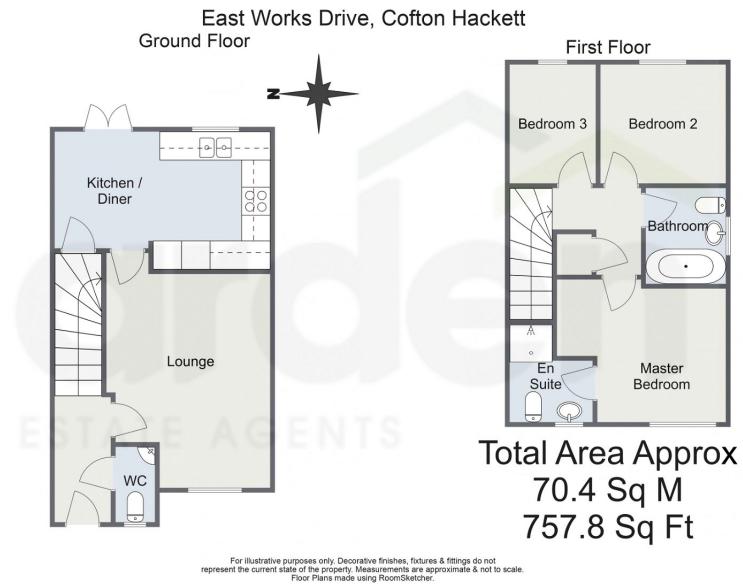 East Works Drive, Cofton Hackett
Ground Floor
First Floor
N
Kitchen /
Diner
Lounge
WC
Bedroom 3
Bedroom 2
Bathroom
En
Suite
Master
Bedroom
arden
ESTATE AGENTS
Total Area Approx
70.4 Sq M
757.8 Sq Ft
For illustrative purposes only. Decorative finishes, fixtures & fittings do not
represent the current state of the property. Measurements are approximate & not to scale.
Floor Plans made using RoomSketcher.